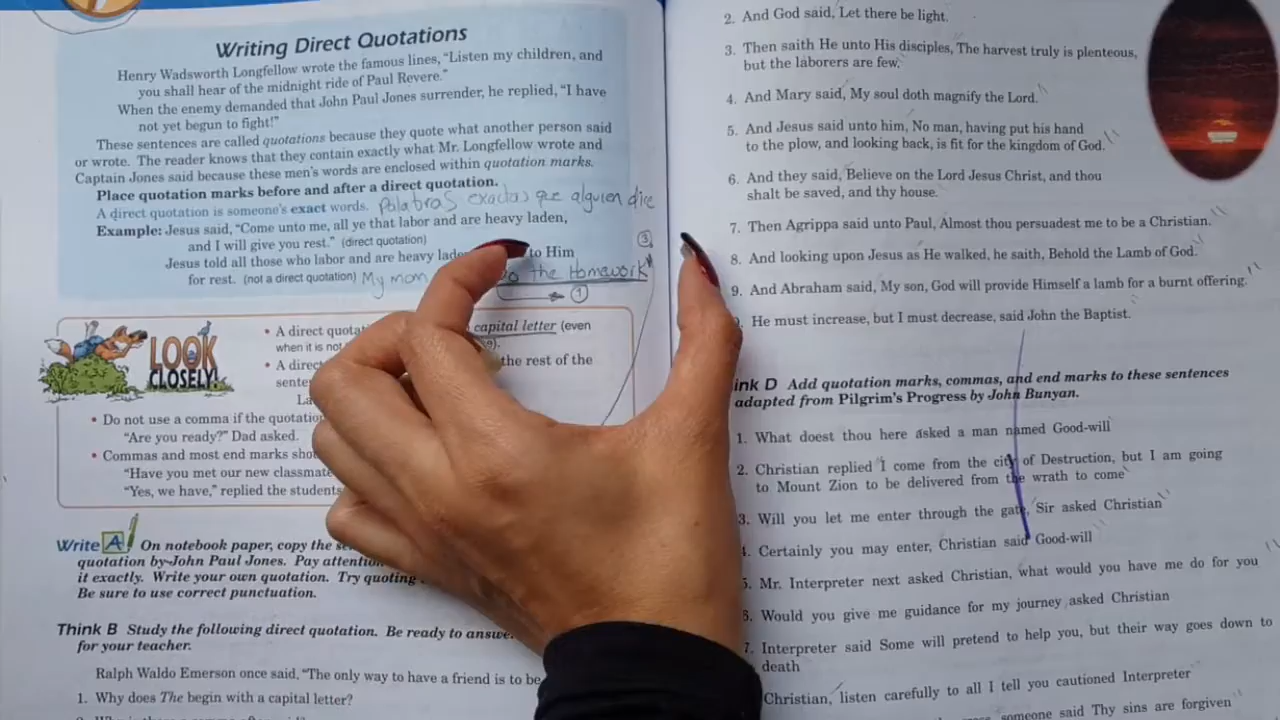 Writing Direct Quotations
Henry Wadsworth Longfellow wrote the famous lines, “Listen my children, and
you shall hear of the midnight ride of Paul Revere.”
When the enemy demanded that John Paul Jones surrender, he replied, “I have
not yet begun to fight!”
These sentences are called quotations because they quote what another person said
or wrote. The reader knows that they contain exactly what Mr. Longfellow wrote and
Captain Jones said because these men’s words are enclosed within quotation marks.
Place quotation marks before and after a direct quotation.
A direct quotation is someone’s exact words. Palabras exactas que alguien dice
Example: Jesus said, “Come unto me, all ye that labor and are heavy laden,
and I will give you rest.” (direct quotation)
Jesus told all those who labor and are heavy to Him
for rest. (not a direct quotation) My mom the Homework
3
1
LOOK
CLOSELY!
• A direct capital letter (even
when it is not
• A direct the rest of the
• Do not use a comma if the
“Are you ready?” Dad asked.
• Commas and most end marks
“Have you met our new
“Yes, we have,” replied the students
Write A On notebook paper, copy the
quotation by John Paul Jones. Pay
it exactly. Write your own quotation. Try quoting
Be sure to use correct punctuation.
Think B Study the following direct quotation. Be ready to
for your teacher.
Ralph Waldo Emerson once said, “The only way to have a friend is to be
1. Why does The begin with a capital letter?
2. And God said, Let there be light.
3. Then saith He unto His disciples, The harvest truly is plenteous,
but the laborers are few.
4. And Mary said, My soul doth magnify the Lord.
5. And Jesus said unto him, No man, having put his hand
to the plow, and looking back, is fit for the kingdom of God.
6. And they said, Believe on the Lord Jesus Christ, and thou
shalt be saved, and thy house.
7. Then Agrippa said unto Paul, Almost thou persuadest me to be a Christian.
8. And looking upon Jesus as He walked, he saith, Behold the Lamb of God.
9. And Abraham said, My son, God will provide Himself a lamb for a burnt offering.
He must increase, but I must decrease, said John the Baptist.
D Add quotation marks, commas, and end marks to these sentences
adapted from Pilgrim’s Progress by John Bunyan.
1. What doest thou here asked a man named Good-will
2. Christian replied I come from the city of Destruction, but I am going
to Mount Zion to be delivered from the wrath to come
3. Will you let me enter through the gate, Sir asked Christian
4. Certainly you may enter, Christian said Good-will
5. Mr. Interpreter next asked Christian, what would you have me do for you
6. Would you give me guidance for my journey asked Christian
7. Interpreter said Some will pretend to help you, but their way goes down to
death
Christian, listen carefully to all I tell you cautioned Interpreter
someone said Thy sins are forgiven